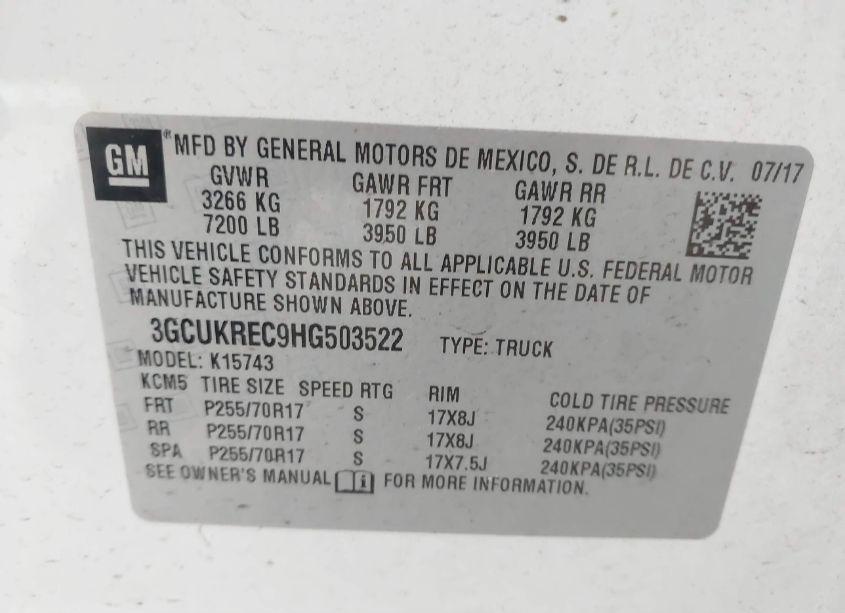 GM ® MFD BY GENERAL MOTORS DE MEXICO, S. DE R.L. DE C.V. 07/17
GVWR GAWR FRT GAWR RR
3266 KG 1792 KG 1792 KG
7200 LB 3950 LB 3950 LB
THIS VEHICLE CONFORMS TO ALL APPLICABLE U.S. FEDERAL MOTOR
VEHICLE SAFETY STANDARDS IN EFFECT ON THE DATE OF
MANUFACTURE SHOWN ABOVE.
3GCUKREC9HG503522 TYPE: TRUCK
MODEL: K15743
KCM5 TIRE SIZE SPEED RTG RIM COLD TIRE PRESSURE
FRT P255/70R17 S 17X8J 240KPA(35PSI)
RR P255/70R17 S 17X8J 240KPA(35PSI)
SPA P255/70R17 S 17X7.5J 240KPA(35PSI)
SEE OWNER'S MANUAL i FOR MORE INFORMATION.